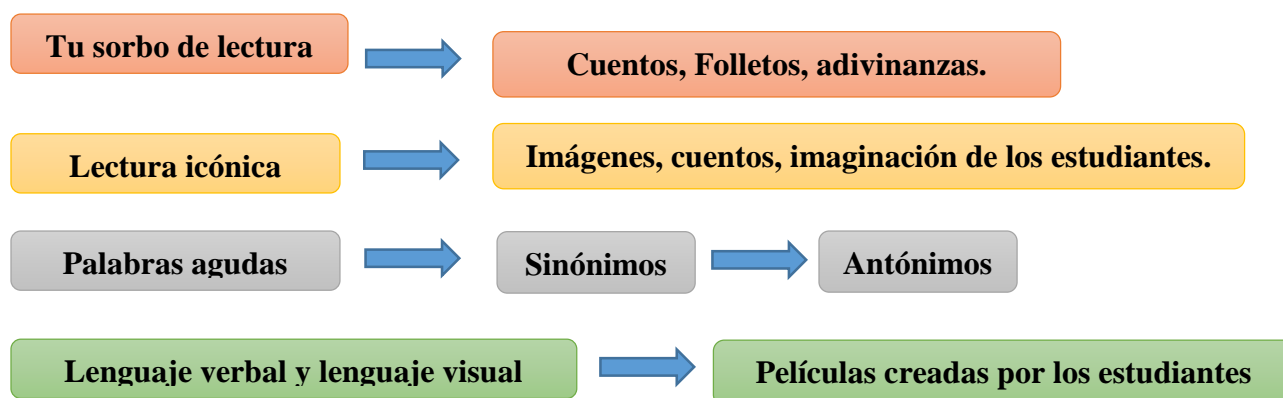 Tu sorbo de lectura
Cuentos, Folletos, adivinanzas.
Lectura icónica
Imágenes, cuentos, imaginación de los estudiantes.
Palabras agudas
Sinónimos
Antónimos
Lenguaje verbal y lenguaje visual
Películas creadas por los estudiantes